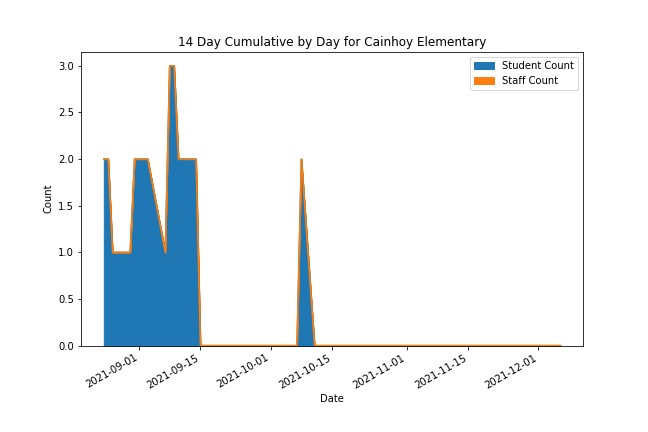 14 Day Cumulative by Day for Cainhoy Elementary
Student Count
Staff Count
3.0
2.5
2.0
1.5
1.0
0.5
0.0
Count
2021-09-01
2021-09-15
2021-10-01
2021-10-15
2021-11-01
2021-11-15
2021-12-01
Date